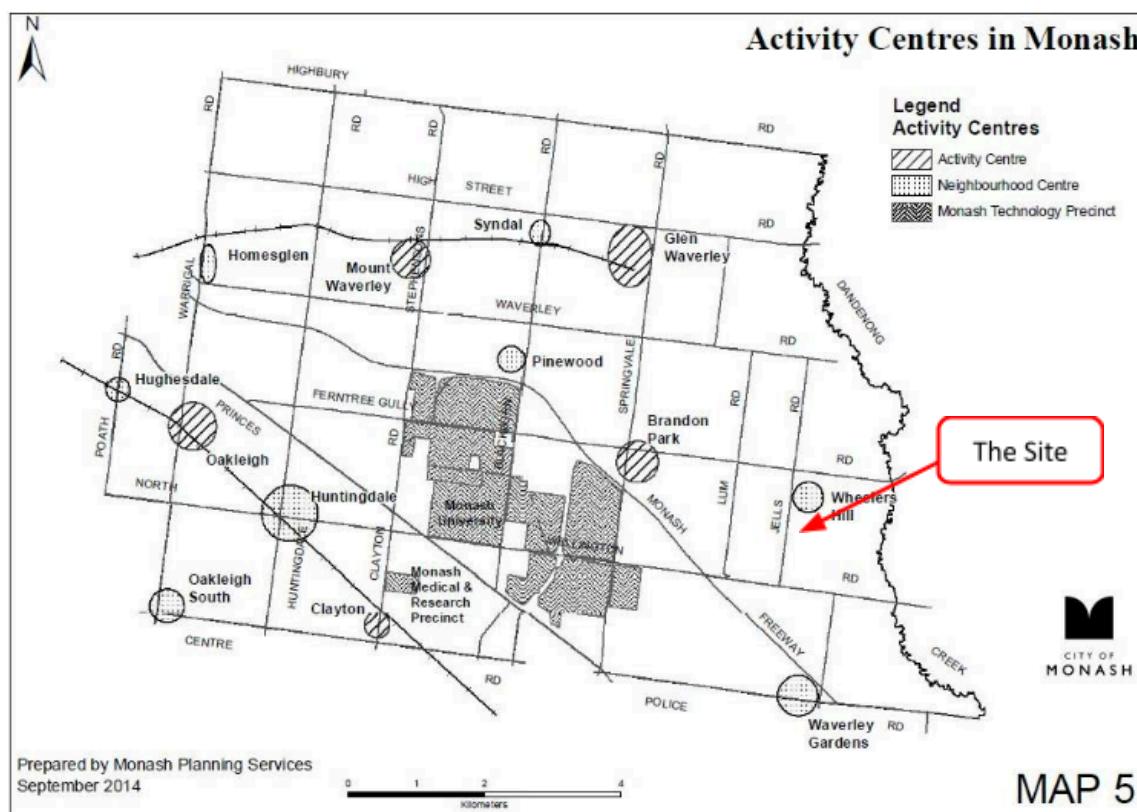 N
Activity Centres in Monash
HIGHBURY
RD
RD
RD
RD
RD
RD
Legend
Activity Centres
Activity Centre
Neighbourhood Centre
Monash Technology Precinct
HIGH
STREET
RD
Syndal
Glen
Waverley
Homesglen
Mount
Waverley
STEPHENSONS
WARRIGAL
WAVERLEY
RD
DANDENONG
RD
Hughesdale
PRINCES
Pinewood
FERNTREE GULLY
SPRINGVALE
RD
RD
Brandon
Park
The Site
POATH
Oakleigh
RD
BLACKBURN
RD
NORTH
Huntingdale
Monash
University
MONASH
LUM
JELLS
Wheelers
Hill
WELLINGTON
RD
Oakleigh
South
HUNTINGDALE
CLAYTON
Monash
Medical &
Research
Precinct
Clayton
FREEWAY
CREEK
CENTRE
RD
POLICE
RD
Waverley
Gardens
CITY OF
MONASH
Prepared by Monash Planning Services
September 2014
0 1 2 4
Kilometers
MAP 5